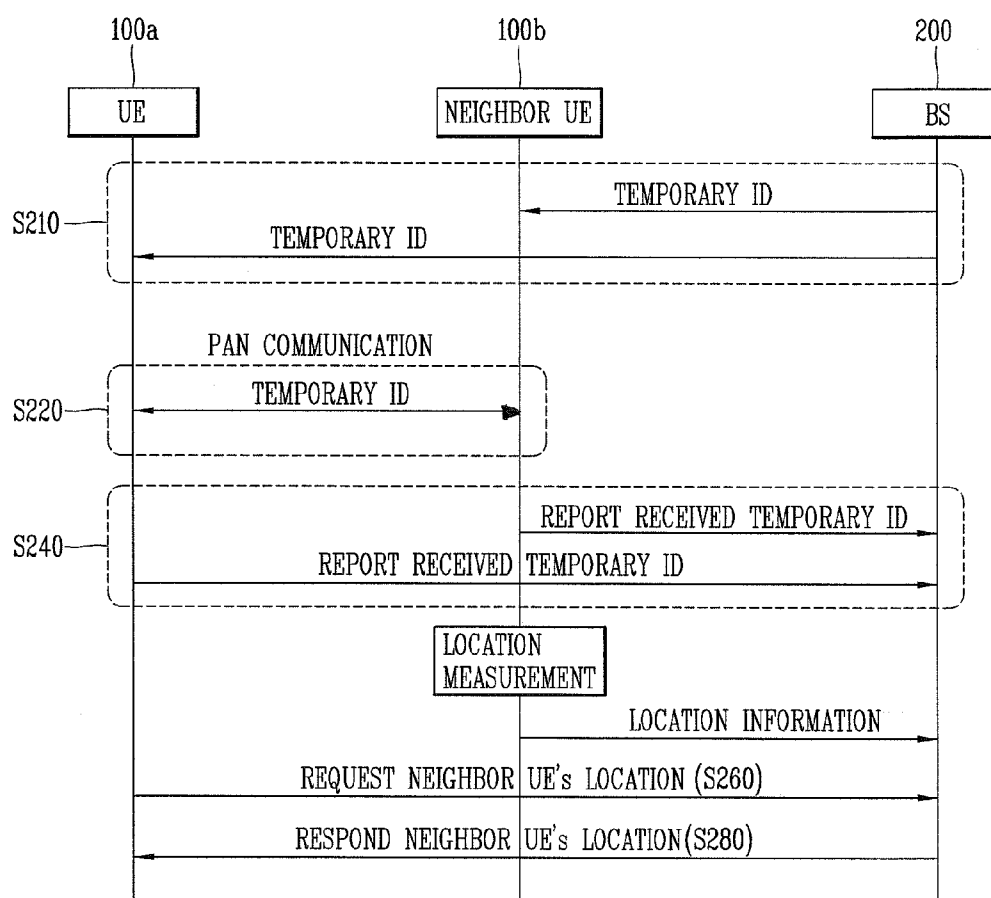 100a
100b
200
UE
NEIGHBOR UE
BS
TEMPORARY ID
S210
TEMPORARY ID
PAN COMMUNICATION
TEMPORARY ID
S220
REPORT RECEIVED TEMPORARY ID
S240
REPORT RECEIVED TEMPORARY ID
LOCATION
MEASUREMENT
LOCATION INFORMATION
REQUEST NEIGHBOR UE's LOCATION (S260)
RESPOND NEIGHBOR UE's LOCATION(S280)